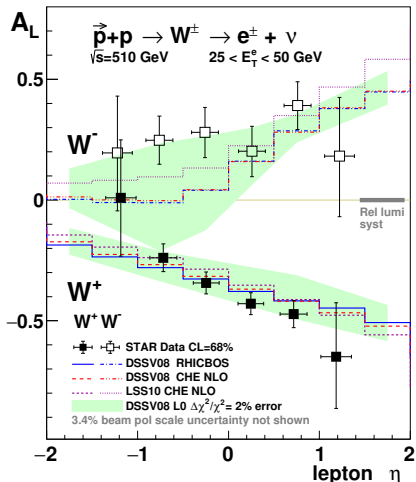 A_L
p⃗+p → W± → e± + ν
√s=510 GeV 25 < E_T^e < 50 GeV
0.5
W⁻
0
Rel lumi
syst
W⁺
W⁺ W⁻
−0.5
STAR Data CL=68%
DSSV08 RHICBOS
DSSV08 CHE NLO
LSS10 CHE NLO
DSSV08 L0 Δχ²/χ²= 2% error
3.4% beam pol scale uncertainty not shown
−2 −1 0 1 2
lepton η